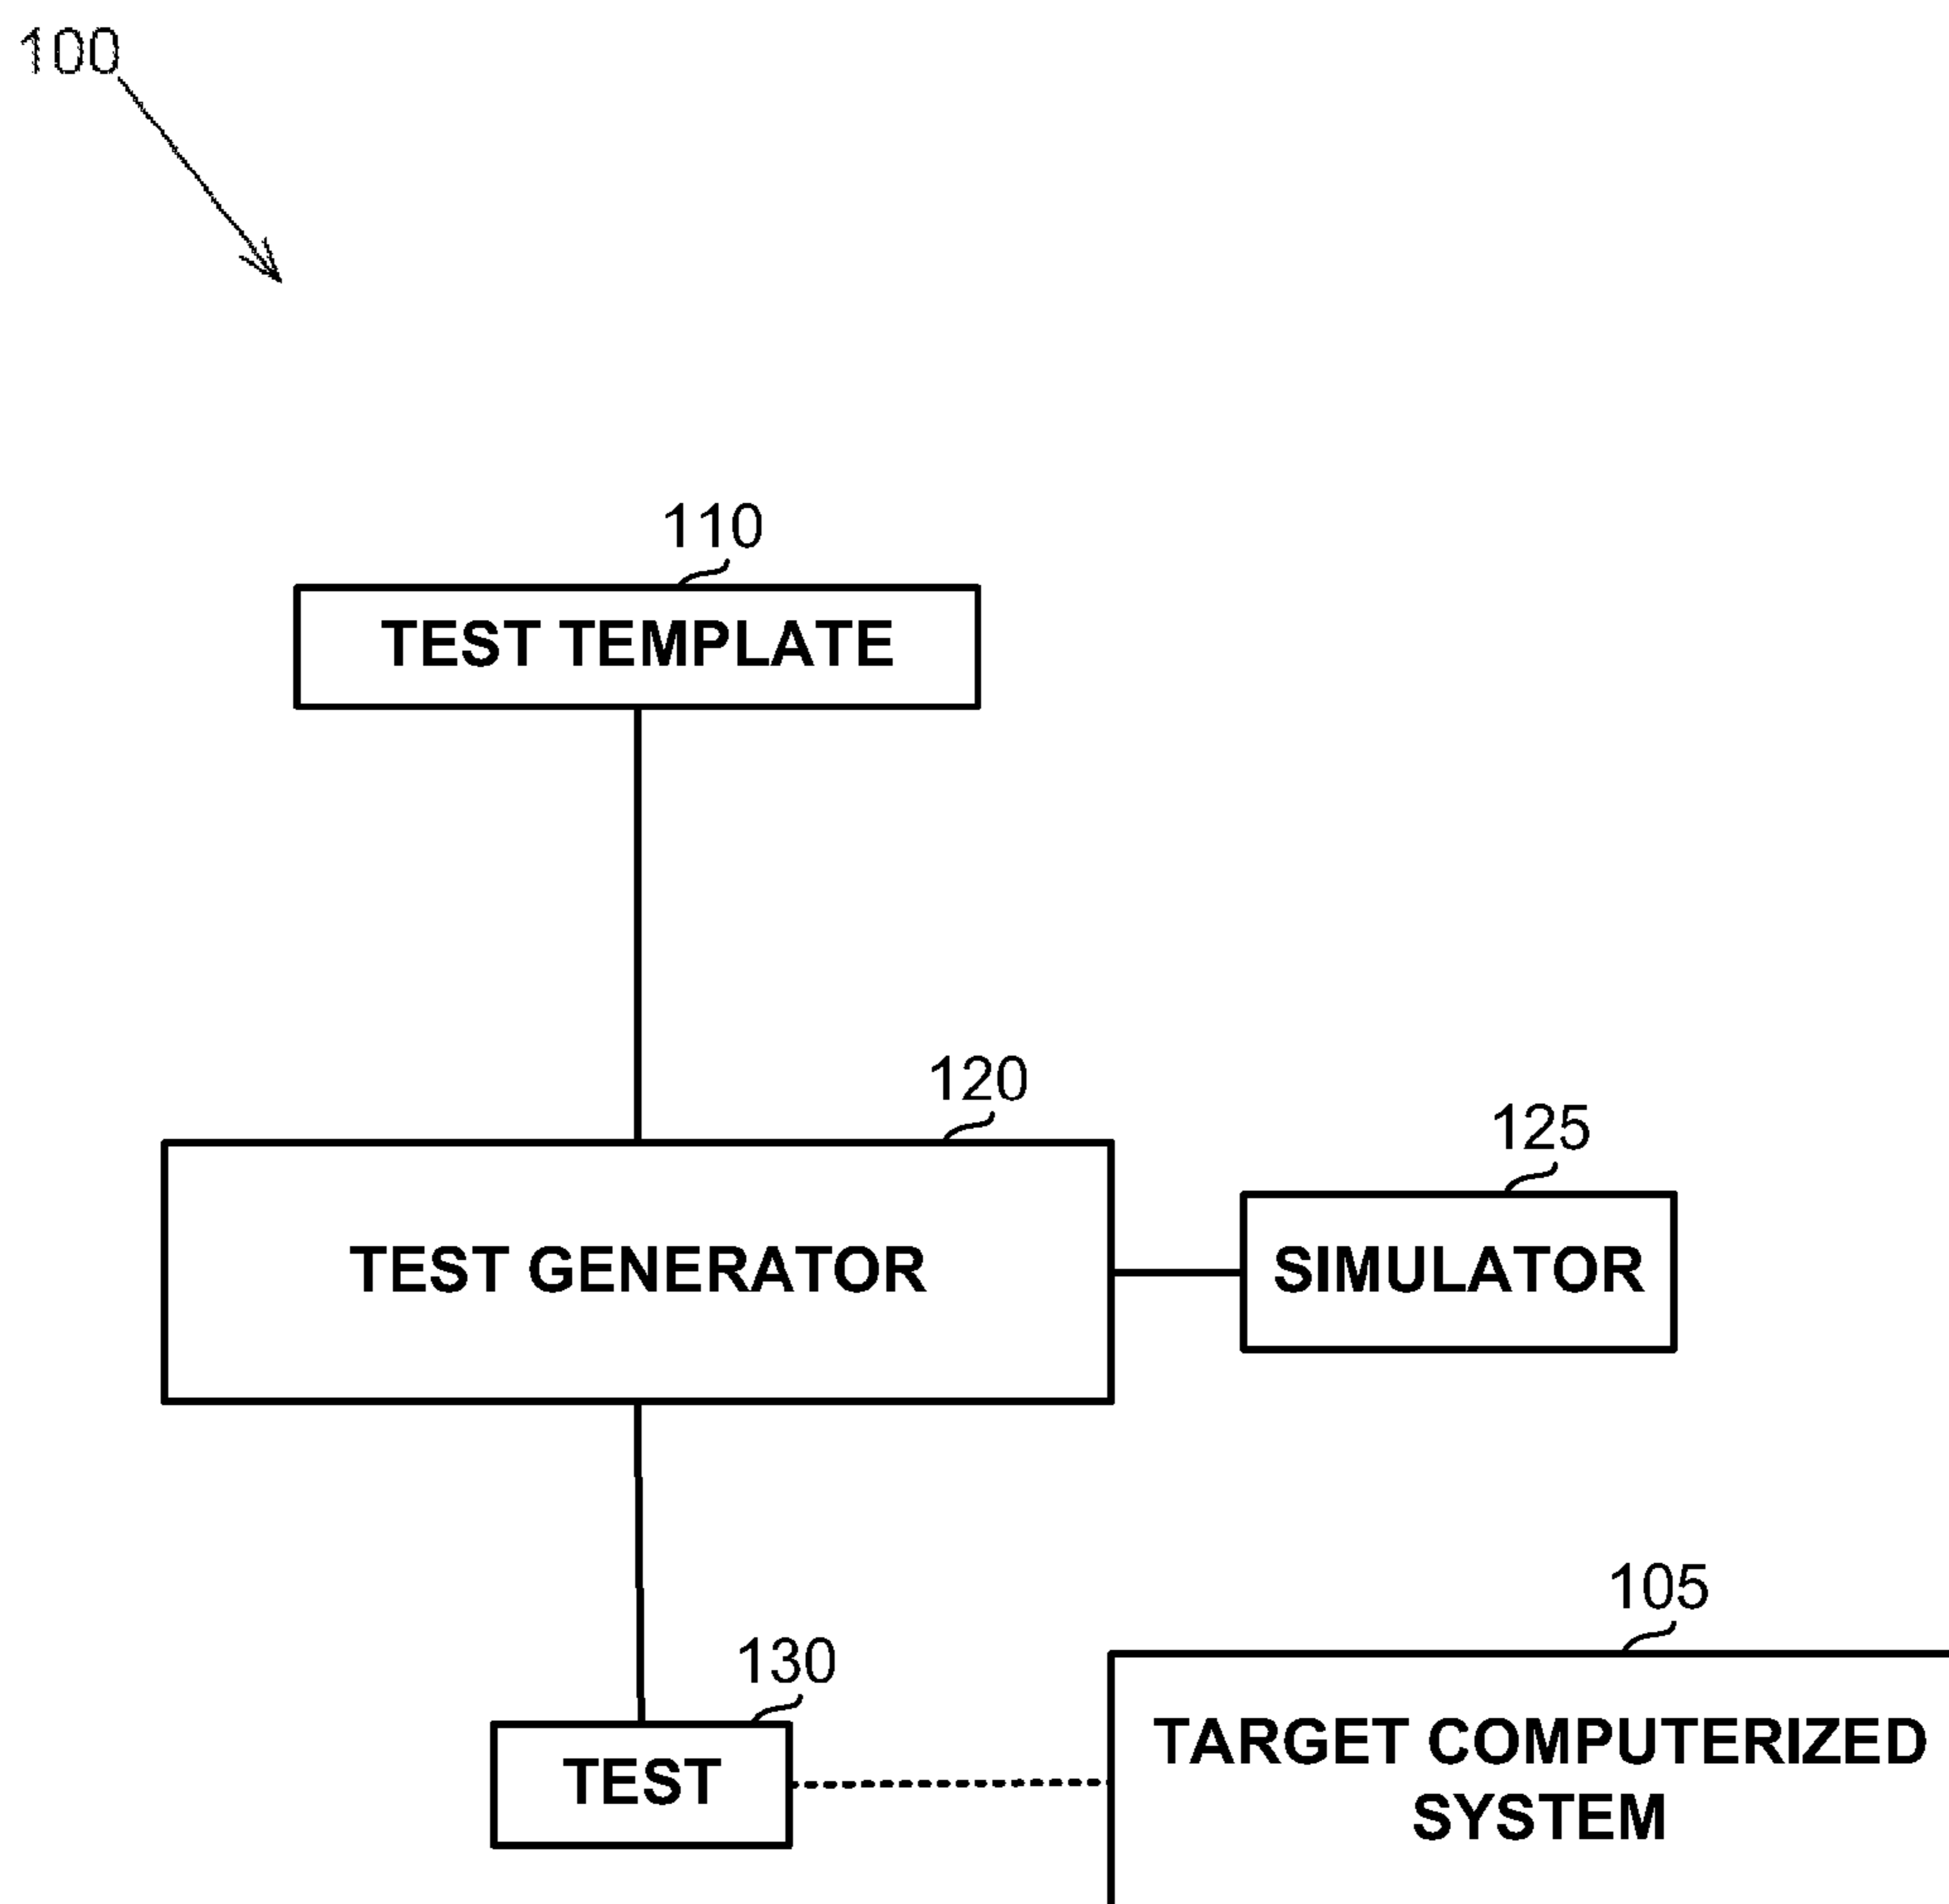 100
110
TEST TEMPLATE
120
125
TEST GENERATOR
SIMULATOR
105
130
TARGET COMPUTERIZED
SYSTEM
TEST